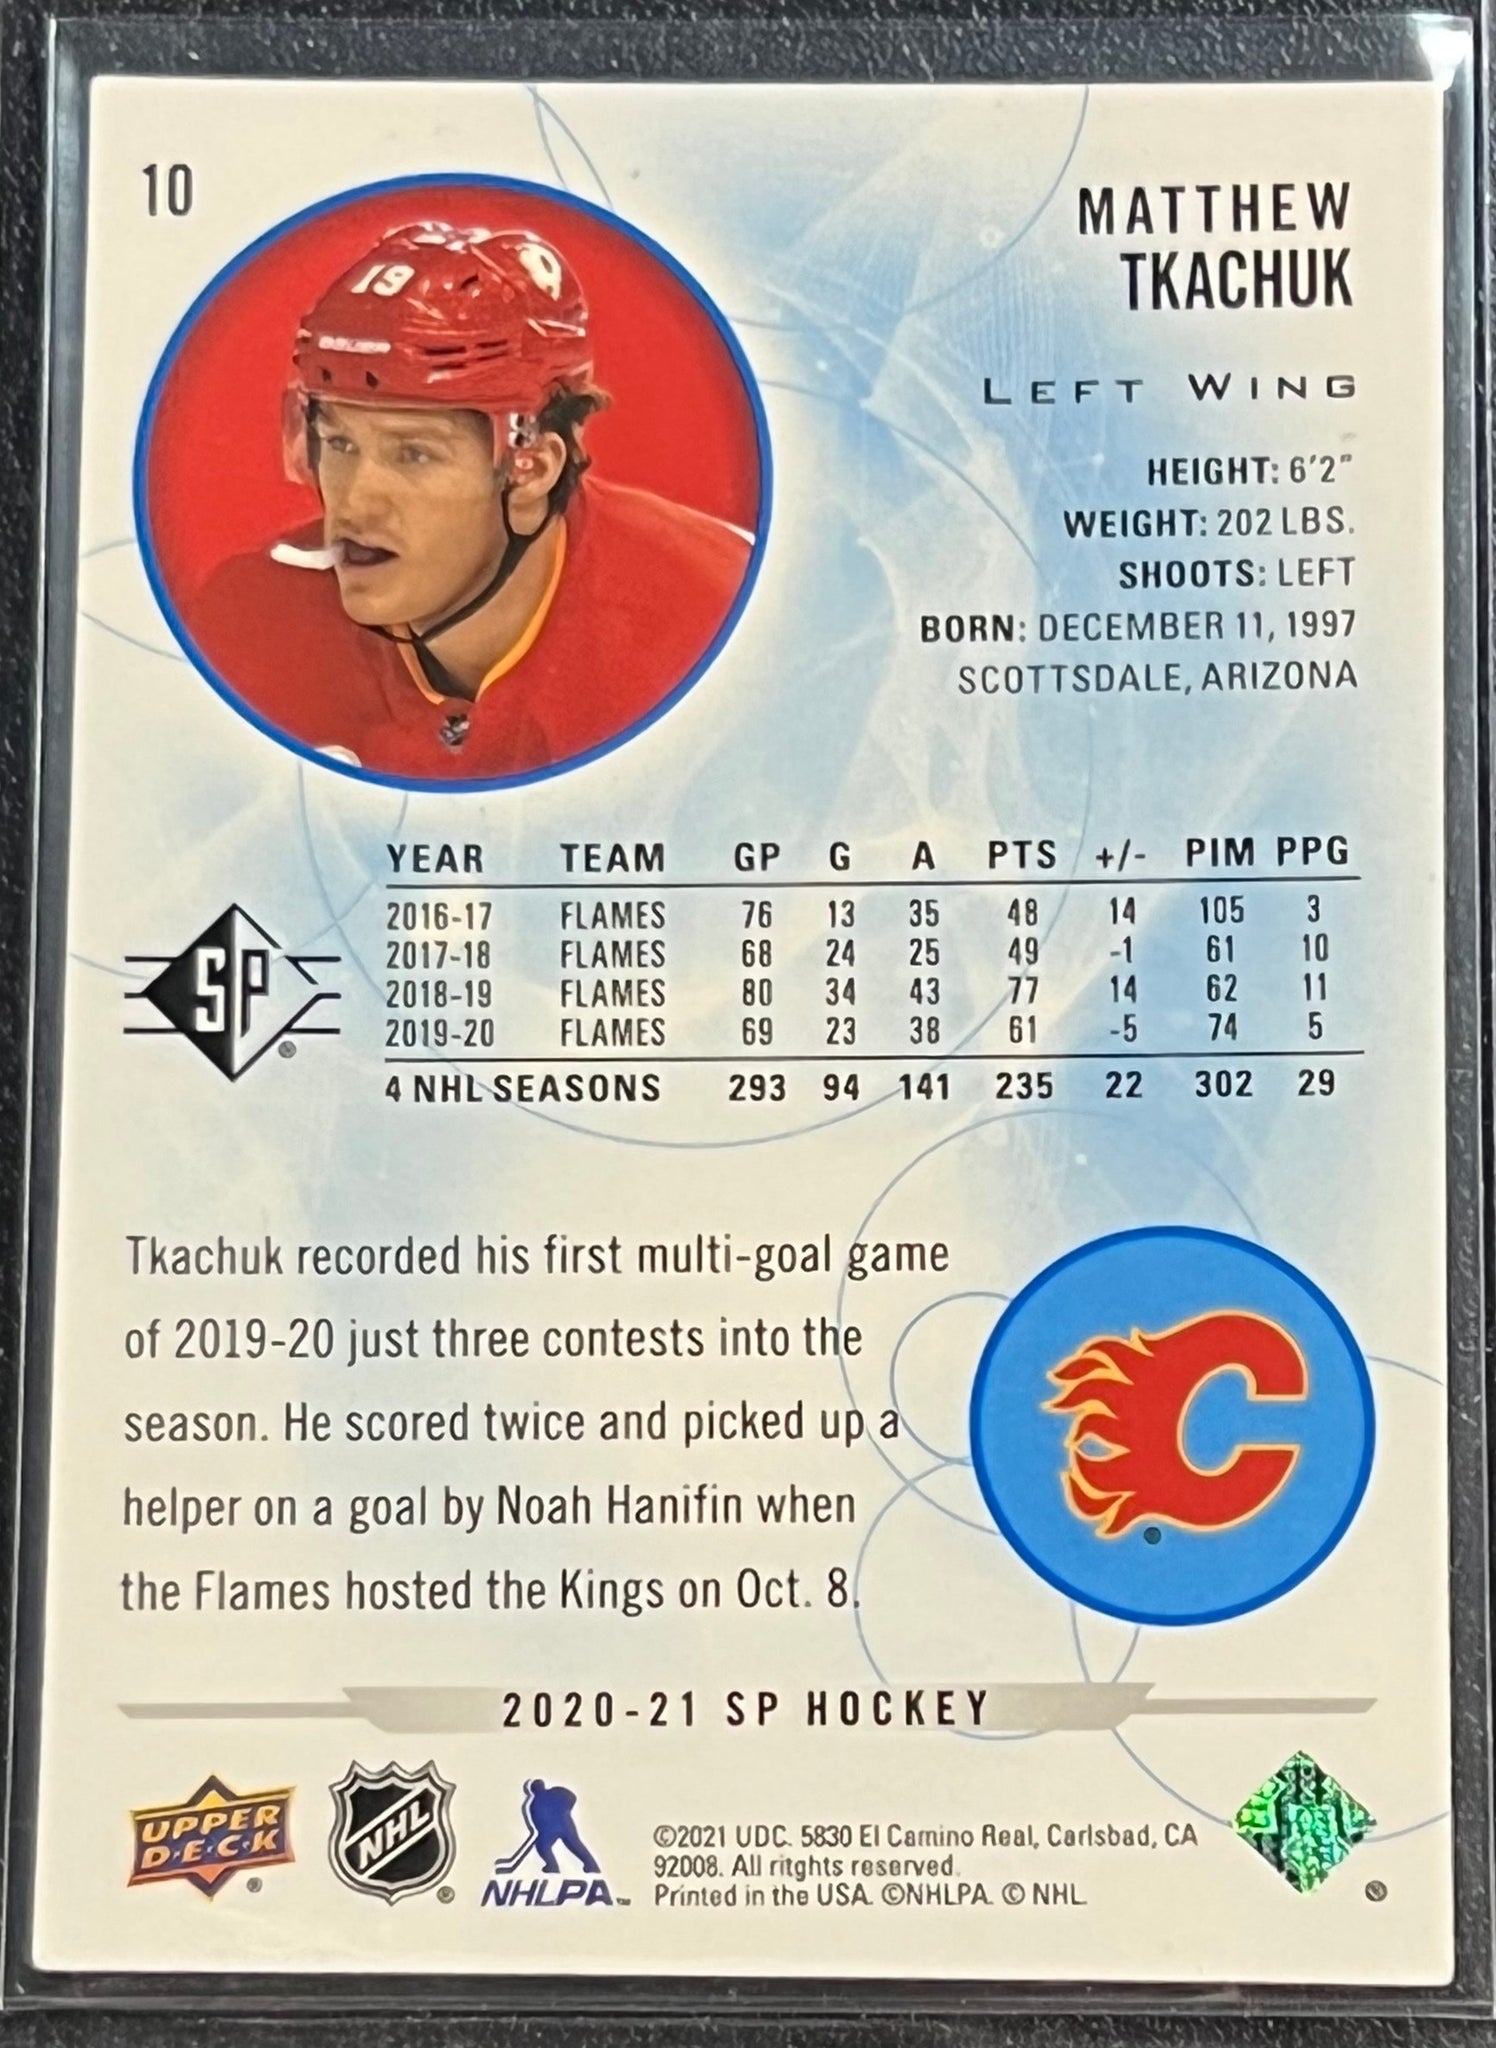 10
MATTHEW
TKACHUK
LEFT WING
HEIGHT: 6'2"
WEIGHT: 202 LBS.
SHOOTS: LEFT
BORN: DECEMBER 11, 1997
SCOTTSDALE, ARIZONA
19
BAUER
YEAR TEAM GP G A PTS +/- PIM PPG
2016-17 FLAMES 76 13 35 48 14 105 3
2017-18 FLAMES 68 24 25 49 -1 61 10
2018-19 FLAMES 80 34 43 77 14 62 11
2019-20 FLAMES 69 23 38 61 -5 74 5
4 NHL SEASONS 293 94 141 235 22 302 29
SP
Tkachuk recorded his first multi-goal game
of 2019-20 just three contests into the
season. He scored twice and picked up a
helper on a goal by Noah Hanifin when
the Flames hosted the Kings on Oct. 8.
C
2020-21 SP HOCKEY
UPPER
D·E·C·K
NHL
NHLPA™
©2021 UDC. 5830 El Camino Real, Carlsbad, CA
92008. All ritghts reserved.
Printed in the USA. ©NHLPA. © NHL